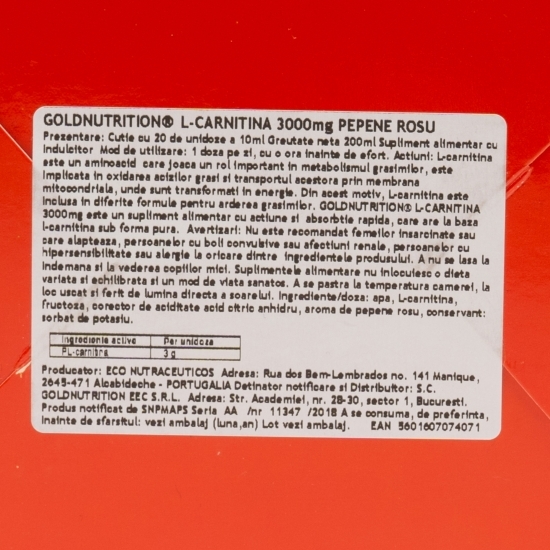 GOLDNUTRITION® L-CARNITINA 3000mg PEPENE ROSU
Prezentare: Cutie cu 20 de unidoze a 10ml Greutate neta 200ml Supliment alimentar cu
indulcitor Mod de utilizare: 1 doza pe zi, cu o ora inainte de efort. Actiuni: L-carnitina
este un aminoacid care joaca un rol important in metabolismul grasimilor, este
implicata in oxidarea acizilor grasi si transportul acestora prin membrana
mitocondriala, unde sunt transformati in energie. Din acest motiv, L-carnitina este
inclusa in diferite formule pentru arderea grasimilor. GOLDNUTRITION® L-CARNITINA
3000mg este un supliment alimentar cu actiune si absorbtie rapida, care are la baza
l-carnitina sub forma pura. Avertizari: Nu este recomandat femeilor insarcinate sau
care alapteaza, persoanelor cu boli convulsive sau afectiuni renale, persoanelor cu
hipersensibilitate sau alergie la oricare dintre ingredientele produsului. A nu se lasa la
indemana si la vederea copiilor mici. Suplimentele alimentare nu inlocuiesc o dieta
variata si echilibrata si un mod de viata sanatos. A se pastra la temperatura camerei, la
loc uscat si ferit de lumina directa a soarelui. Ingrediente/doza: apa, L-carnitina,
fructoza, corector de aciditate acid citric anhidru, aroma de pepene rosu, conservant:
sorbat de potasiu.
Ingrediente active Per unidoza
PL-carnitina 3 g
Producator: ECO NUTRACEUTICOS Adresa: Rua dos Bem-Lembrados no. 141 Manique,
2645-471 Alcabideche - PORTUGALIA Detinator notificare si Distribuitor: S.C.
GOLDNUTRITION EEC S.R.L. Adresa: Str. Academiei, nr. 28-30, sector 1, Bucuresti.
Produs notificat de SNPMAPS Seria AA /nr 11347 /2018 A se consuma, de preferinta,
inainte de sfarsitul: vezi ambalaj (luna,an) Lot vezi ambalaj. EAN 5601607074071